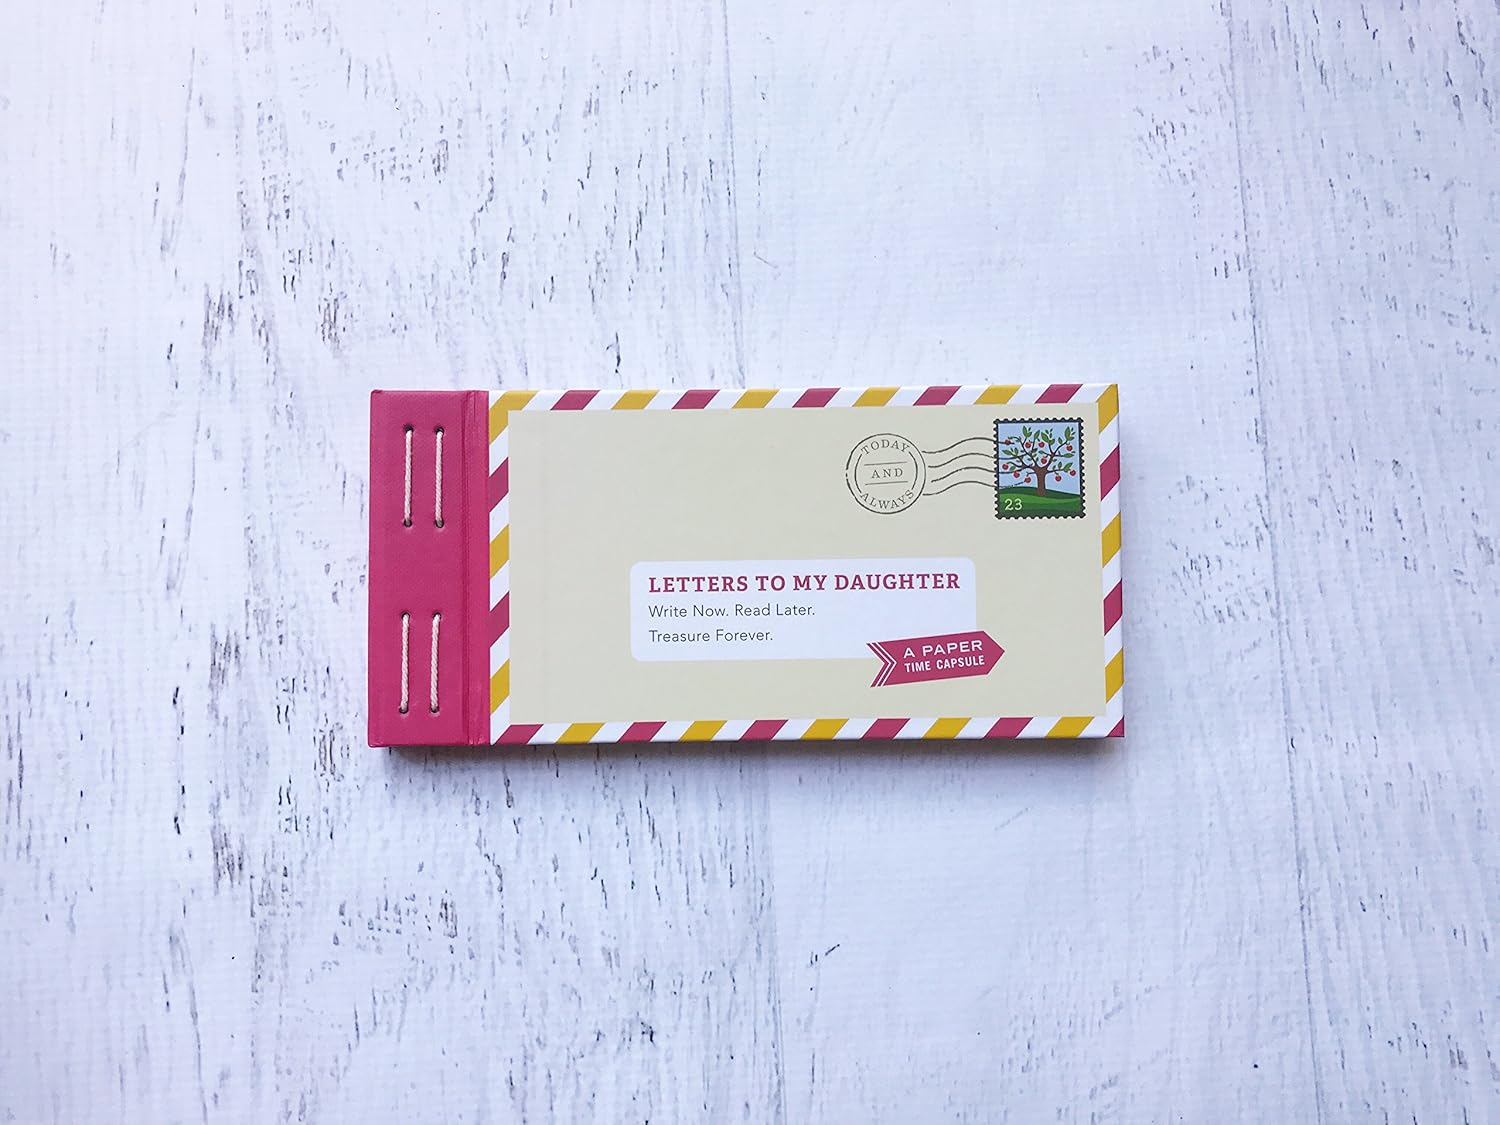 TODAY
AND
ALWAYS
23
LETTERS TO MY DAUGHTER
Write Now. Read Later.
Treasure Forever.
A PAPER
TIME CAPSULE